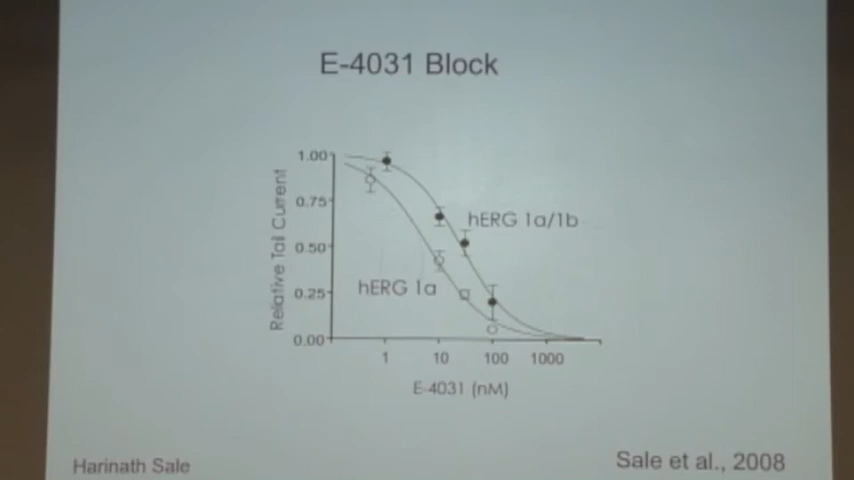 E-4031 Block
1.00
0.75
0.50
0.25
0.00
Relative Tail Current
hERG 1a/1b
hERG 1a
1 10 100 1000
E-4031 (nM)
Harinath Sale
Sale et al., 2008